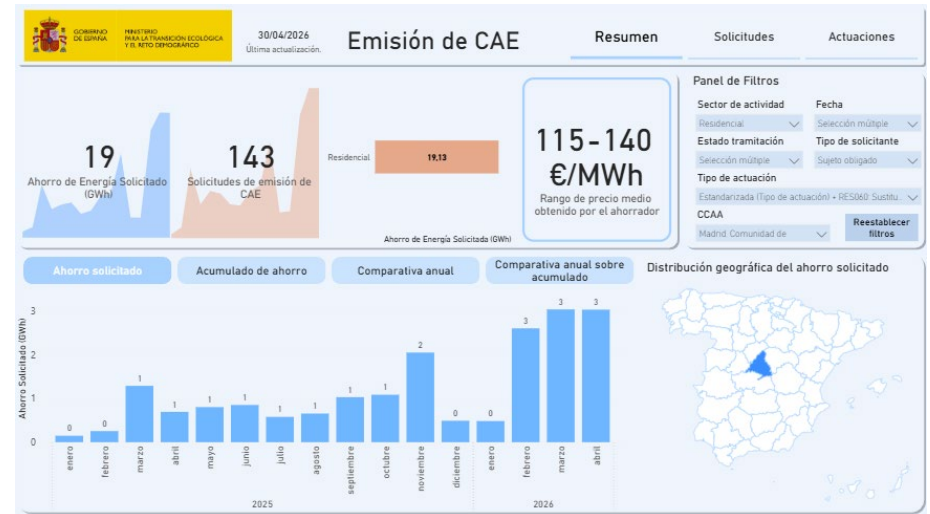 GOBIERNO
DE ESPAÑA
MINISTERIO
PARA LA TRANSICIÓN ECOLÓGICA
Y EL RETO DEMOGRÁFICO
30/04/2026
Última actualización.
Emisión de CAE
Resumen
Solicitudes
Actuaciones
19
Ahorro de Energía Solicitado
(GWh)
143
Solicitudes de emisión de
CAE
Residencial
19,13
Ahorro de Energía Solicitada (GWh)
115-140
€/MWh
Rango de precio medio
obtenido por el ahorrador
Panel de Filtros
Sector de actividad
Fecha
Residencial
Selección múltiple
Estado tramitación
Tipo de solicitante
Selección múltiple
Sujeto obligado
Tipo de actuación
Estandarizada (Tipo de actuación) + RES060: Sustitu...
CCAA
Madrid, Comunidad de
Reestablecer
filtros
Ahorro solicitado
Acumulado de ahorro
Comparativa anual
Comparativa anual sobre
acumulado
Distribución geográfica del ahorro solicitado
Ahorro Solicitado (GWh)
3
2
1
0
0
0
1
1
1
1
1
1
1
1
2
0
0
3
3
3
enero
febrero
marzo
abril
mayo
junio
julio
agosto
septiembre
octubre
noviembre
diciembre
enero
febrero
marzo
abril
2025
2026